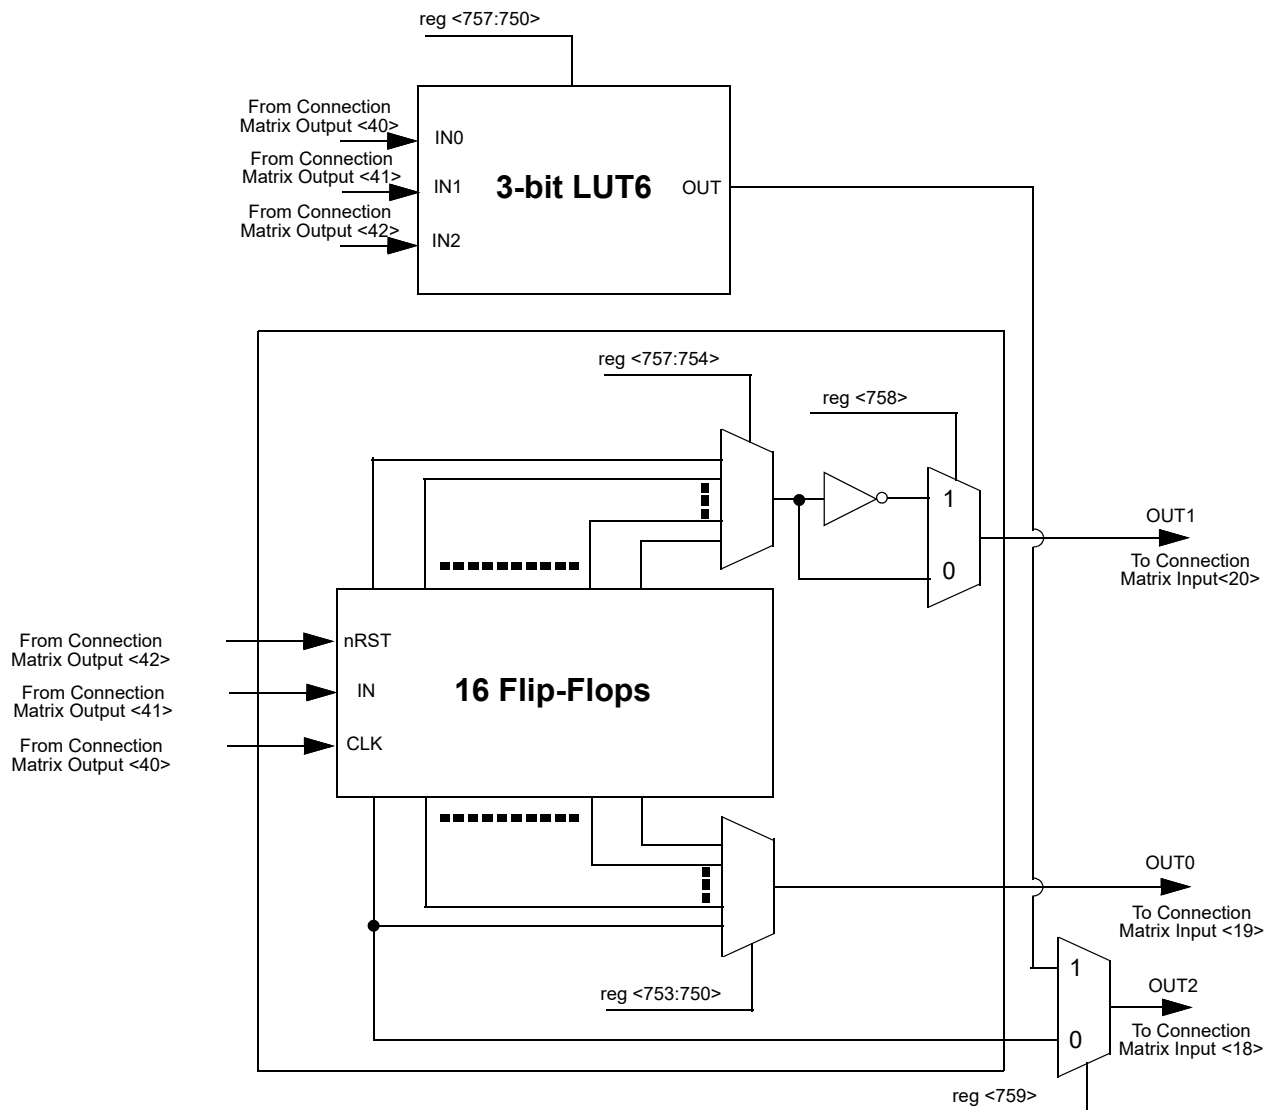 reg <757:750>
From Connection
Matrix Output <40>
IN0
From Connection
Matrix Output <41>
IN1
3-bit LUT6
OUT
From Connection
Matrix Output <42>
IN2
reg <757:754>
reg <758>
1
0
OUT1
To Connection
Matrix Input<20>
From Connection
Matrix Output <42>
nRST
From Connection
Matrix Output <41>
IN
16 Flip-Flops
From Connection
Matrix Output <40>
CLK
OUT0
To Connection
Matrix Input <19>
reg <753:750>
1
0
OUT2
To Connection
Matrix Input <18>
reg <759>